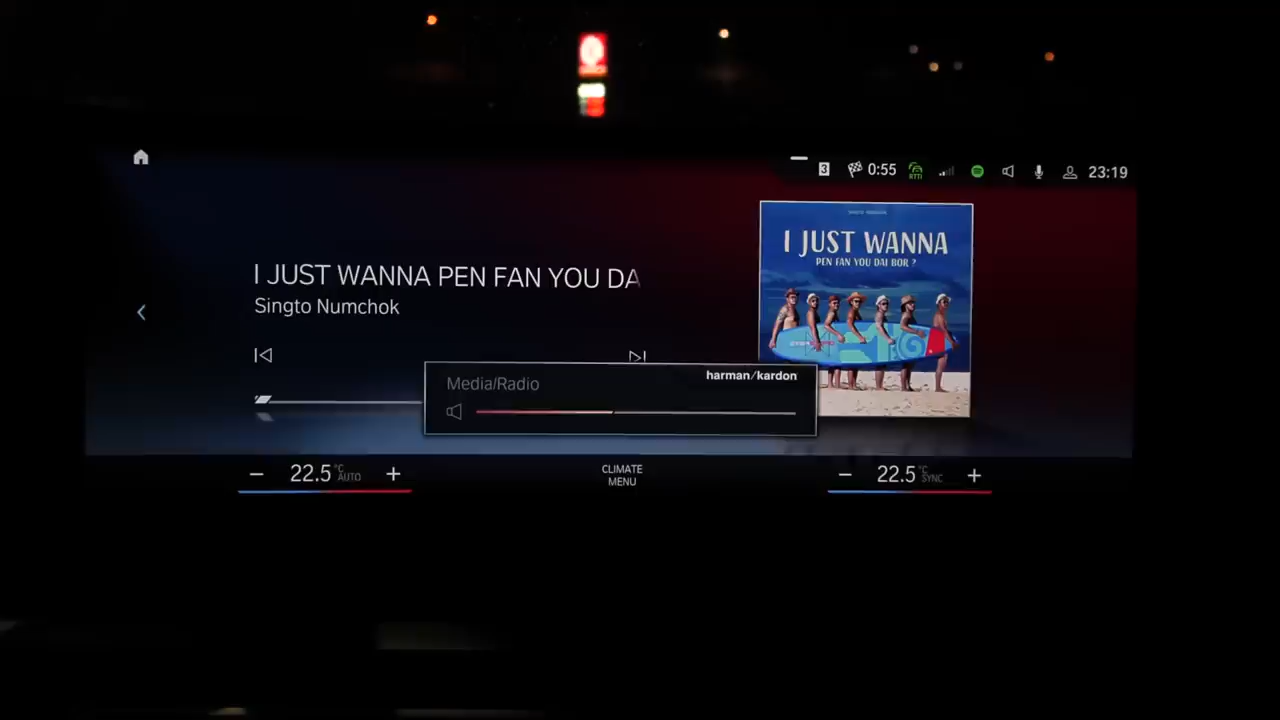 3 0:55 RTTI 23:19
I JUST WANNA
PEN FAN YOU DAI BOR ?
I JUST WANNA PEN FAN YOU DA
Singto Numchok
harman/kardon
Media/Radio
22.5 °C AUTO
CLIMATE
MENU
22.5 °C SYNC